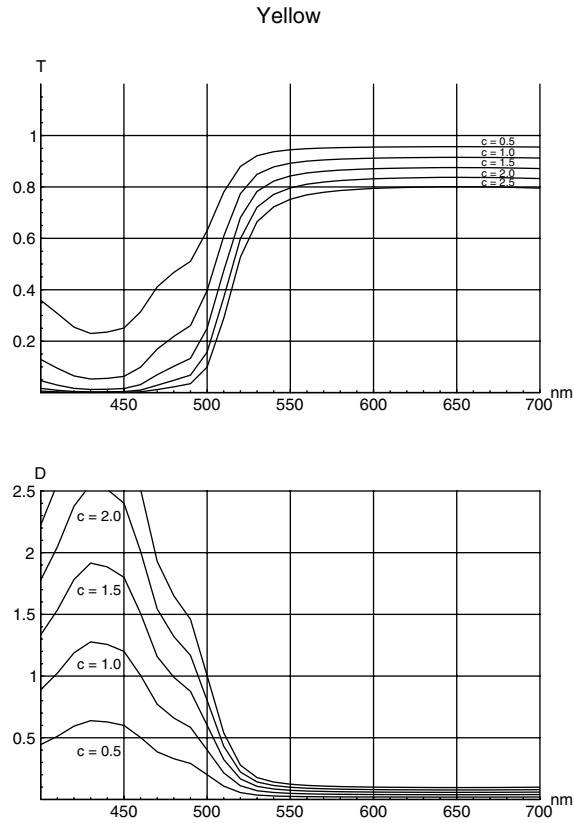 Yellow
T
1
0.8
0.6
0.4
0.2
c = 0.5
c = 1.0
c = 1.5
c = 2.0
c = 2.5
450 500 550 600 650 700 nm
D
2.5
2
1.5
1
0.5
c = 2.0
c = 1.5
c = 1.0
c = 0.5
450 500 550 600 650 700 nm